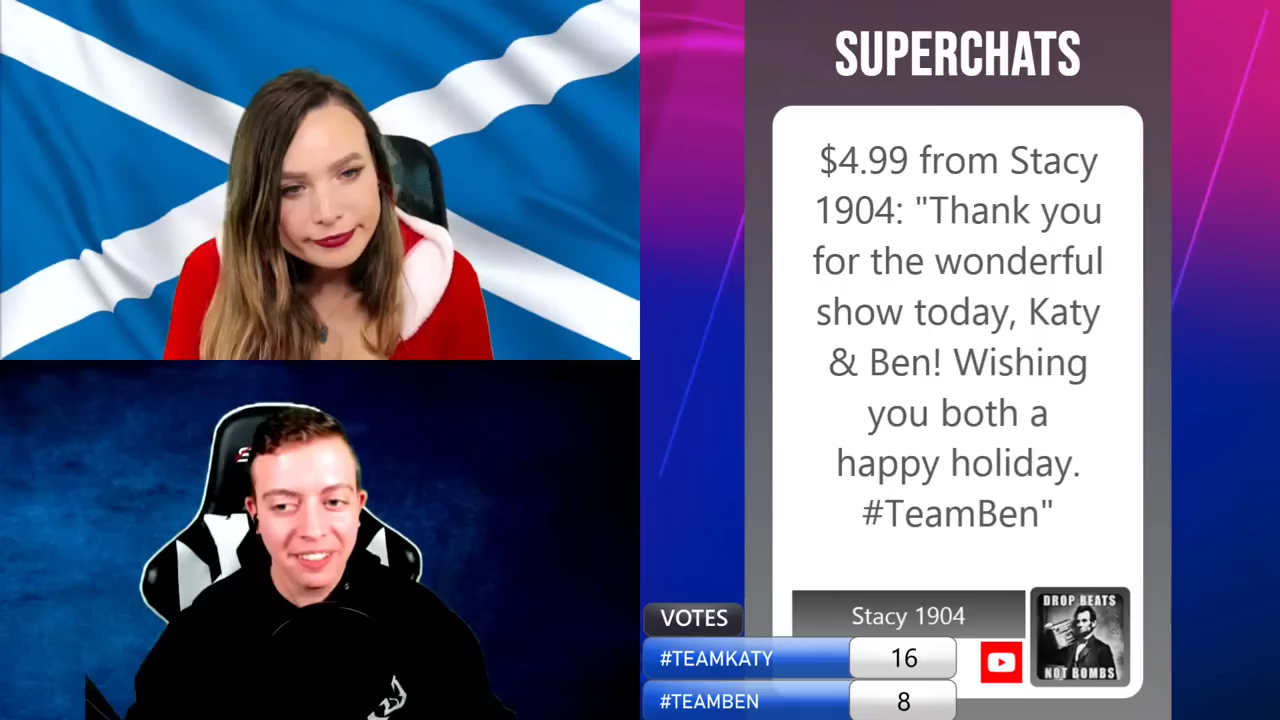 SUPERCHATS
$4.99 from Stacy
1904: "Thank you
for the wonderful
show today, Katy
& Ben! Wishing
you both a
happy holiday.
#TeamBen"
Stacy 1904
DROP BEATS
NOT BOMBS
VOTES
#TEAMKATY 16
#TEAMBEN 8